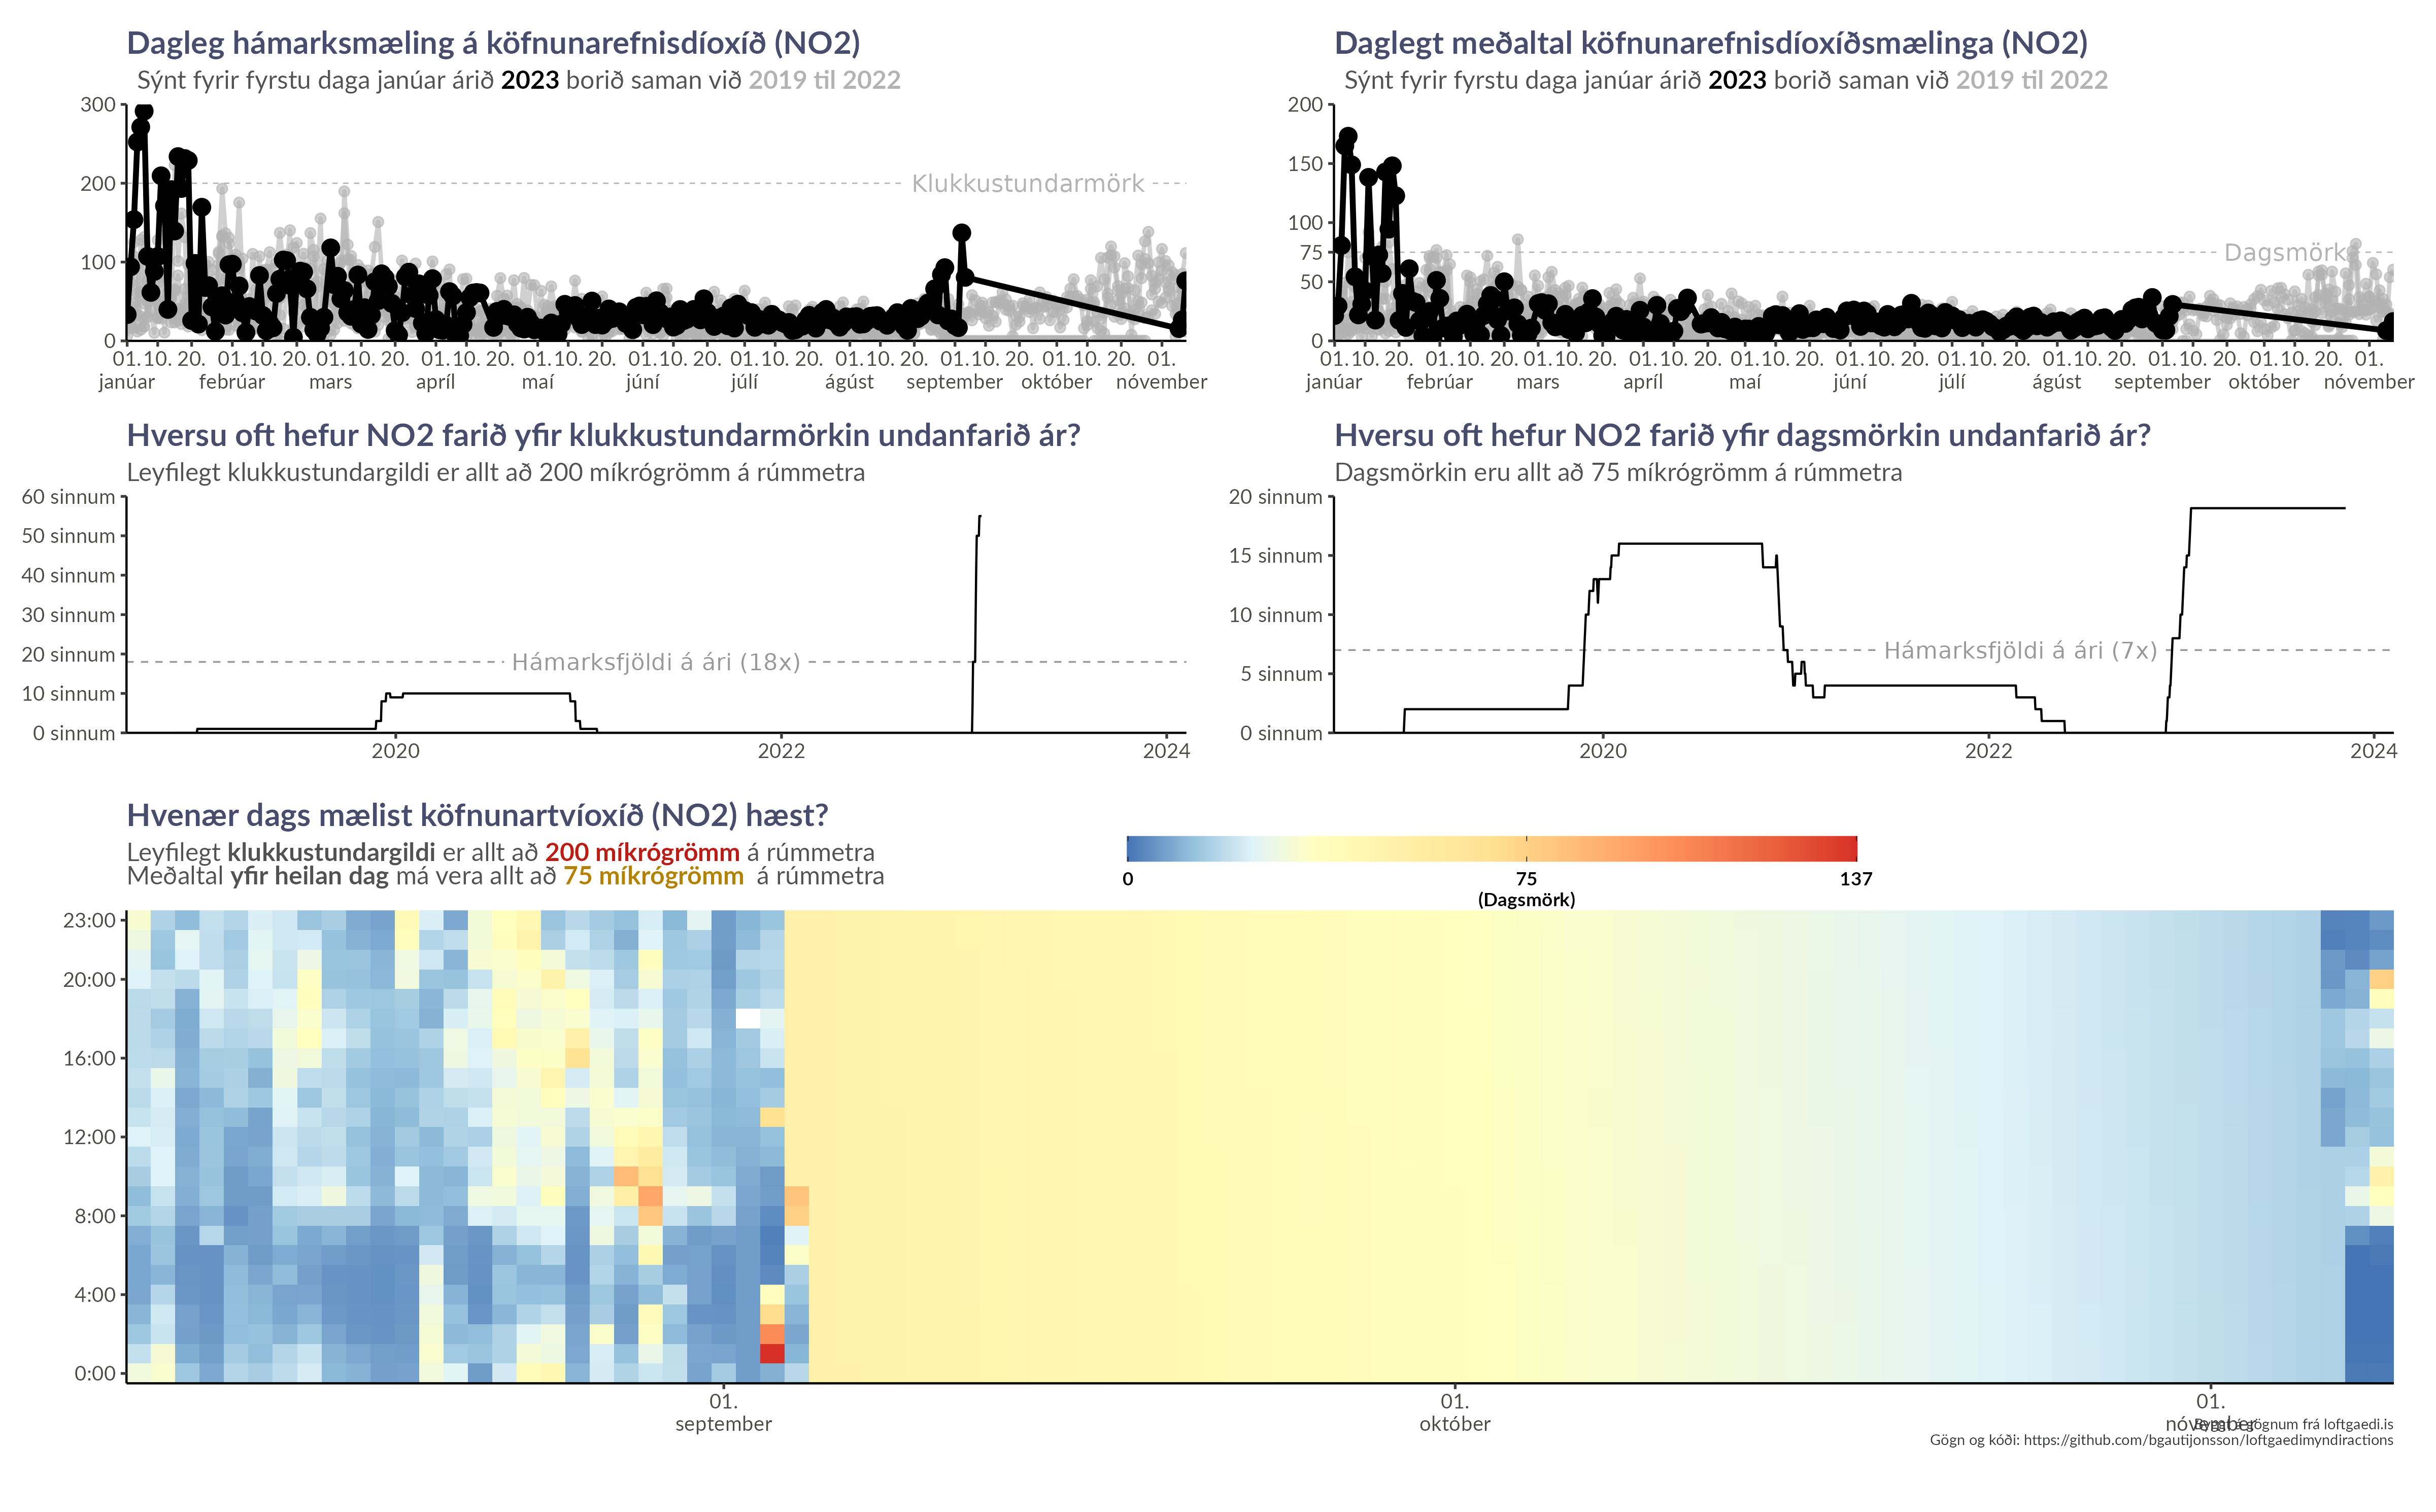 Dagleg hámarksmæling á köfnunarefnisdíoxíð (NO2)
Sýnt fyrir fyrstu daga janúar árið 2023 borið saman við 2019 til 2022
300
200
100
0
Klukkustundarmörk
01. 10. 20. 01. 10. 20. 01. 10. 20. 01. 10. 20. 01. 10. 20. 01. 10. 20. 01. 10. 20. 01. 10. 20. 01. 10. 20. 01. 10. 20. 01.
janúar febrúar mars apríl maí júní júlí ágúst september október nóvember
Daglegt meðaltal köfnunarefnisdíoxíðsmælinga (NO2)
Sýnt fyrir fyrstu daga janúar árið 2023 borið saman við 2019 til 2022
200
150
100
75
50
0
Dagsmörk
01. 10. 20. 01. 10. 20. 01. 10. 20. 01. 10. 20. 01. 10. 20. 01. 10. 20. 01. 10. 20. 01. 10. 20. 01. 10. 20. 01. 10. 20. 01.
janúar febrúar mars apríl maí júní júlí ágúst september október nóvember
Hversu oft hefur NO2 farið yfir klukkustundarmörkin undanfarið ár?
Leyfilegt klukkustundargildi er allt að 200 míkrógrömm á rúmmetra
60 sinnum
50 sinnum
40 sinnum
30 sinnum
20 sinnum
10 sinnum
0 sinnum
Hámarksfjöldi á ári (18x)
2020 2022 2024
Hversu oft hefur NO2 farið yfir dagsmörkin undanfarið ár?
Dagsmörkin eru allt að 75 míkrógrömm á rúmmetra
20 sinnum
15 sinnum
10 sinnum
5 sinnum
0 sinnum
Hámarksfjöldi á ári (7x)
2020 2022 2024
Hvenær dags mælist köfnunartvíoxíð (NO2) hæst?
Leyfilegt klukkustundargildi er allt að 200 míkrógrömm á rúmmetra
Meðaltal yfir heilan dag má vera allt að 75 míkrógrömm á rúmmetra
0 75 137
(Dagsmörk)
23:00
20:00
16:00
12:00
8:00
4:00
0:00
01. 01. 01.
september október nóvember
gögnum frá loftgaedi.is
Gögn og kóði: https://github.com/bgautijonsson/loftgaedimyndiractions